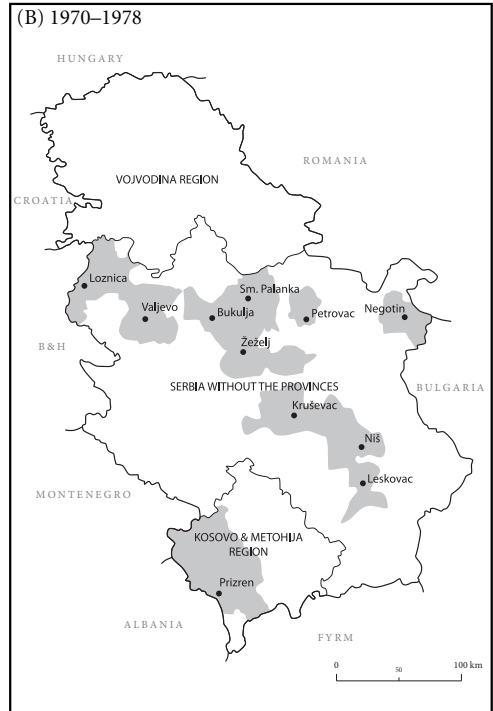 (B) 1970–1978
HUNGARY
ROMANIA
VOJVODINA REGION
CROATIA
Loznica
Sm. Palanka
Valjevo
Bukulja
Petrovac
Negotin
Žeželj
B&H
SERBIA WITHOUT THE PROVINCES
BULGARIA
Kruševac
Niš
Leskovac
MONTENEGRO
KOSOVO & METOHIJA
REGION
Prizren
ALBANIA
FYRM
0
50
100 km